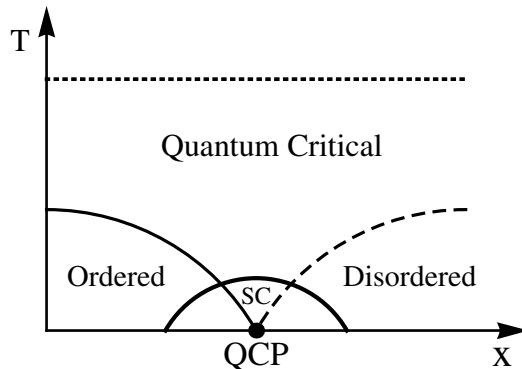 T
Quantum Critical
Ordered
SC
Disordered
QCP
x